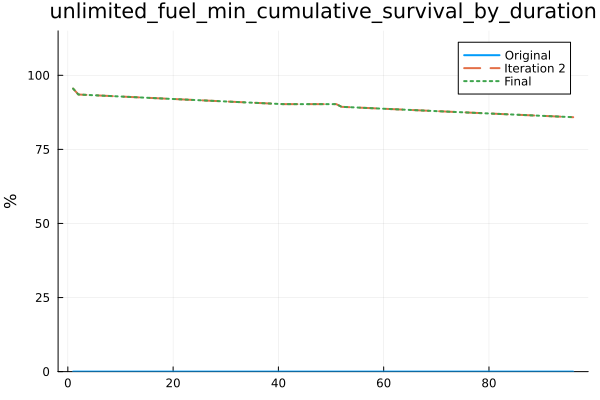 unlimited_fuel_min_cumulative_survival_by_duration
Original
Iteration 2
Final
100
75
%
50
25
0
0 20 40 60 80